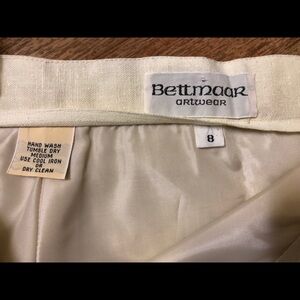 Bettmaar
artwear
8
HAND WASH
TUMBLE DRY
MEDIUM
USE COOL IRON
OR
DRY CLEAN